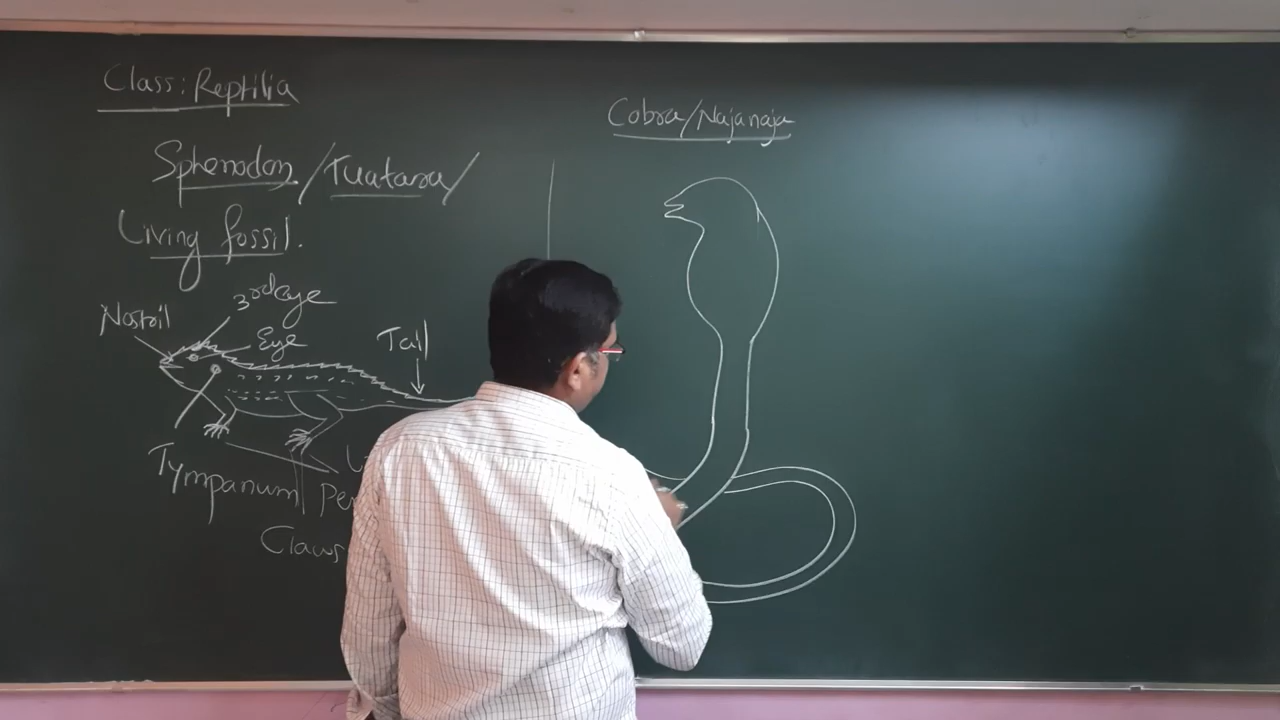 Class: Reptilia
Sphenodon/Tuatara/
Living fossil.
Nostril
3rd eye
Eye
Tail
Tympanum
Claws
Cobra/Naja naja